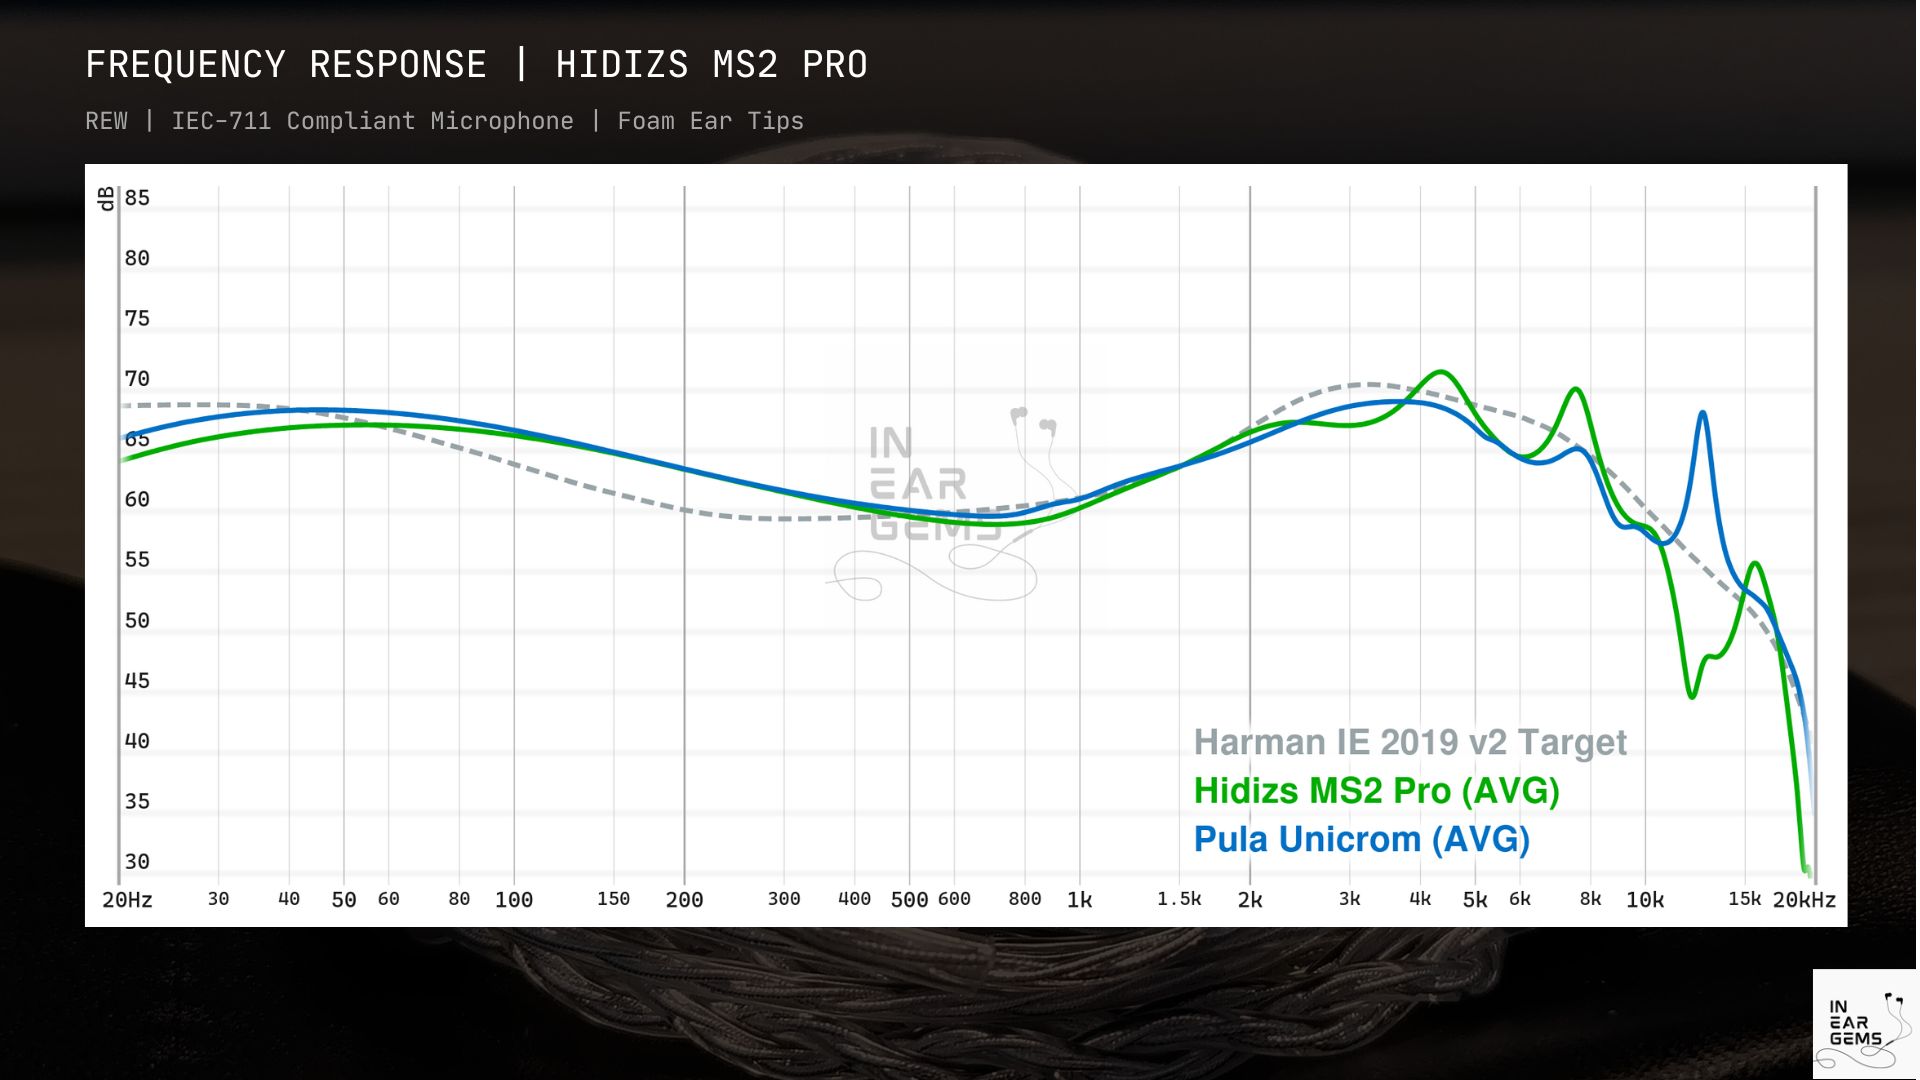 FREQUENCY RESPONSE | HIDIZS MS2 PRO
REW | IEC-711 Compliant Microphone | Foam Ear Tips
dB
85
80
75
70
65
60
55
50
45
40
35
30
IN
EAR
GEMS
Harman IE 2019 v2 Target
Hidizs MS2 Pro (AVG)
Pula Unicrom (AVG)
20Hz 30 40 50 60 80 100 150 200 300 400 500 600 800 1k 1.5k 2k 3k 4k 5k 6k 8k 10k 15k 20kHz
IN
EAR
GEMS